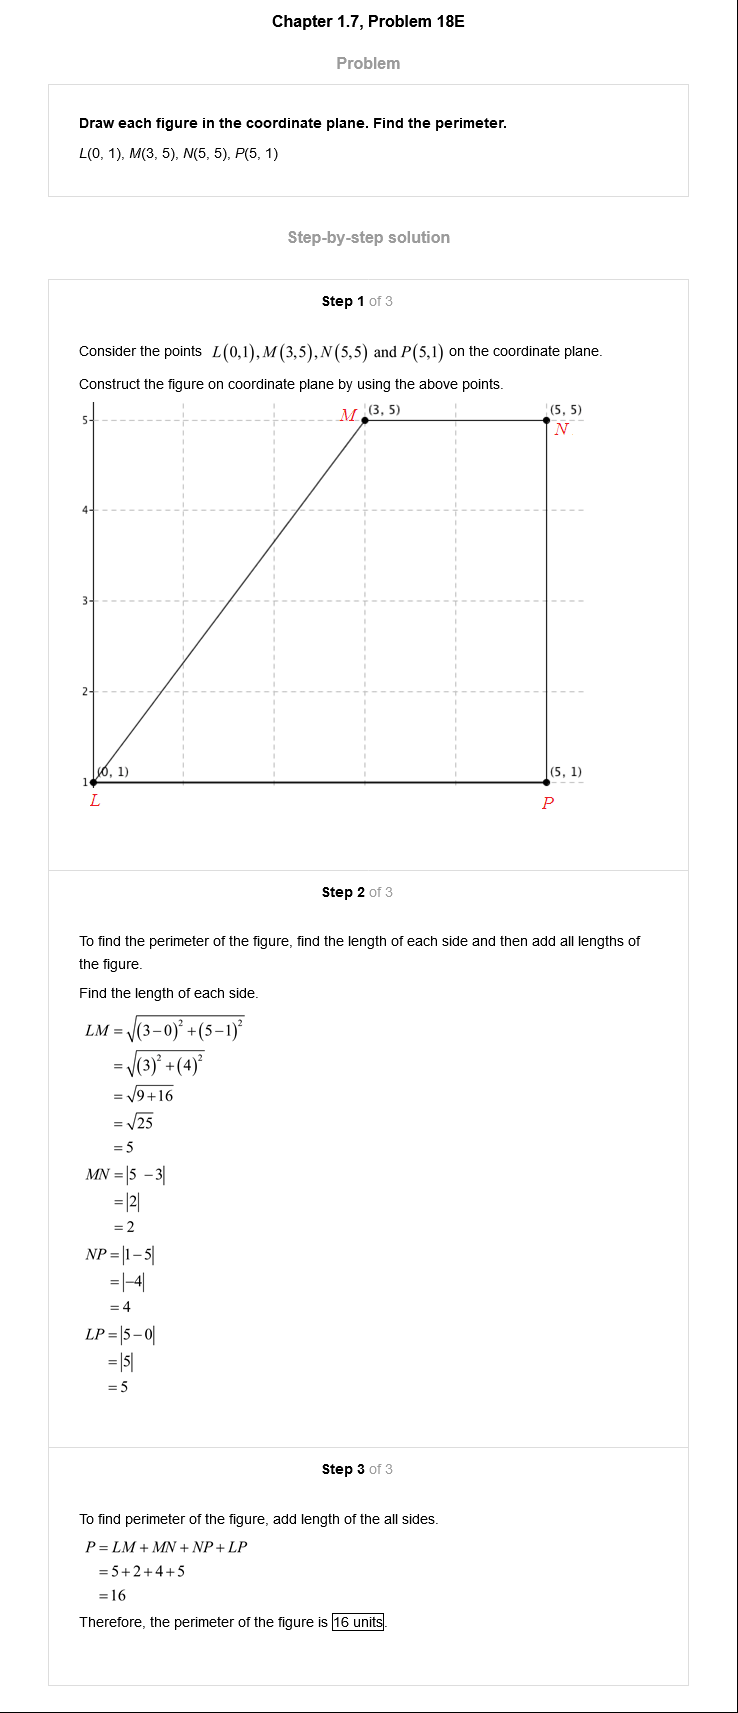 Chapter 1.7, Problem 18E
Problem
Draw each figure in the coordinate plane. Find the perimeter.
L(0, 1), M(3, 5), N(5, 5), P(5, 1)
Step-by-step solution
Step 1 of 3
Consider the points L(0,1), M(3,5), N(5,5) and P(5,1) on the coordinate plane.
Construct the figure on coordinate plane by using the above points.
5 M (3, 5) (5, 5)
N
4
3
2
1 (0, 1) (5, 1)
L P
Step 2 of 3
To find the perimeter of the figure, find the length of each side and then add all lengths of
the figure.
Find the length of each side.
LM = √((3−0)² + (5−1)²)
= √((3)² + (4)²)
= √(9+16)
= √25
= 5
MN = |5 −3|
= |2|
= 2
NP = |1−5|
= |−4|
= 4
LP = |5−0|
= |5|
= 5
Step 3 of 3
To find perimeter of the figure, add length of the all sides.
P = LM + MN + NP + LP
= 5+2+4+5
= 16
Therefore, the perimeter of the figure is 16 units.